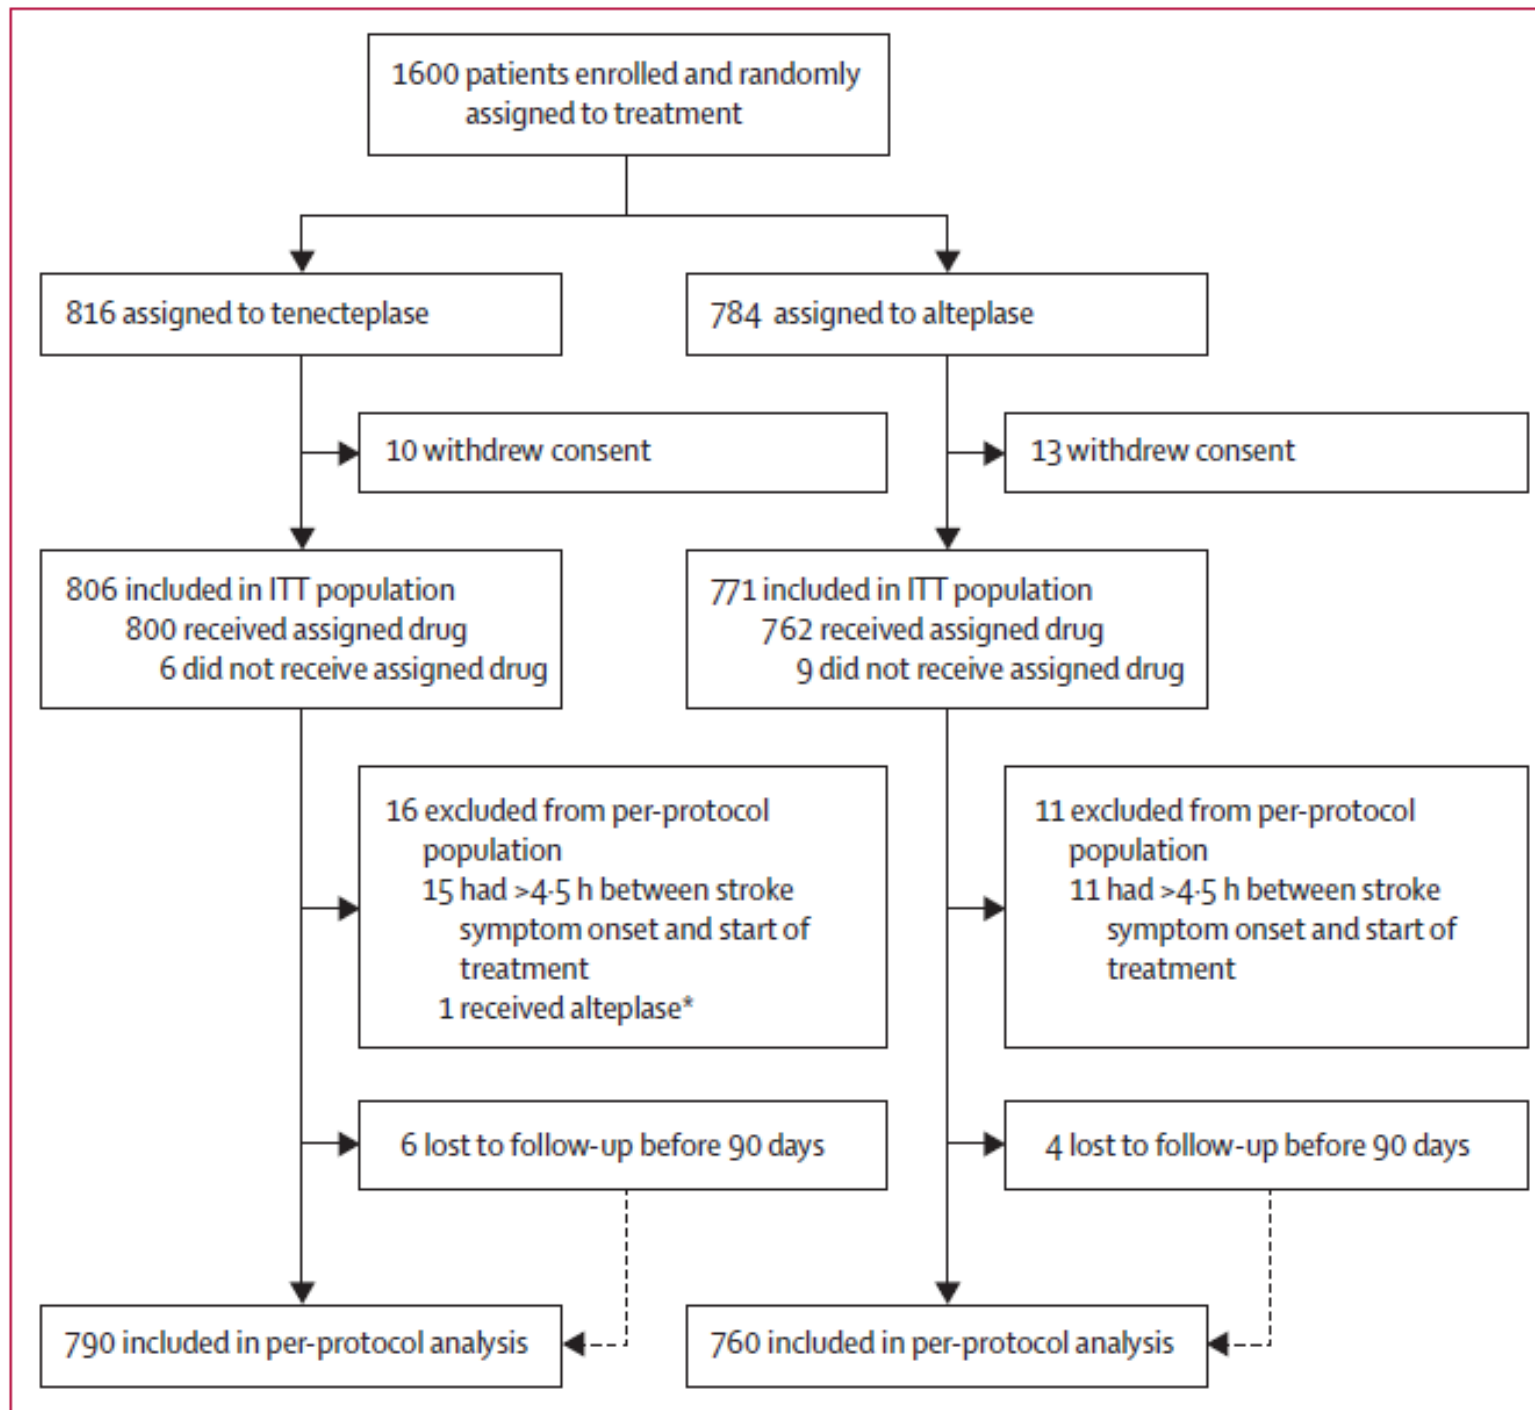 1600 patients enrolled and randomly
assigned to treatment
816 assigned to tenecteplase
784 assigned to alteplase
10 withdrew consent
13 withdrew consent
806 included in ITT population
800 received assigned drug
6 did not receive assigned drug
771 included in ITT population
762 received assigned drug
9 did not receive assigned drug
16 excluded from per-protocol
population
15 had >4·5 h between stroke
symptom onset and start of
treatment
1 received alteplase*
11 excluded from per-protocol
population
11 had >4·5 h between stroke
symptom onset and start of
treatment
6 lost to follow-up before 90 days
4 lost to follow-up before 90 days
790 included in per-protocol analysis
760 included in per-protocol analysis